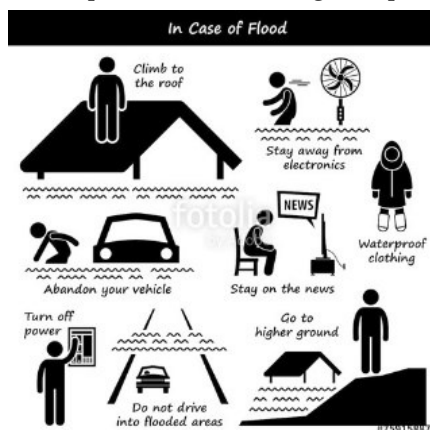 In Case of Flood
Climb to
the roof
Stay away from
electronics
fotolia
NEWS
Waterproof
clothing
Abandon your vehicle
Stay on the news
Turn off
power
Go to
higher ground
Do not drive
into flooded areas